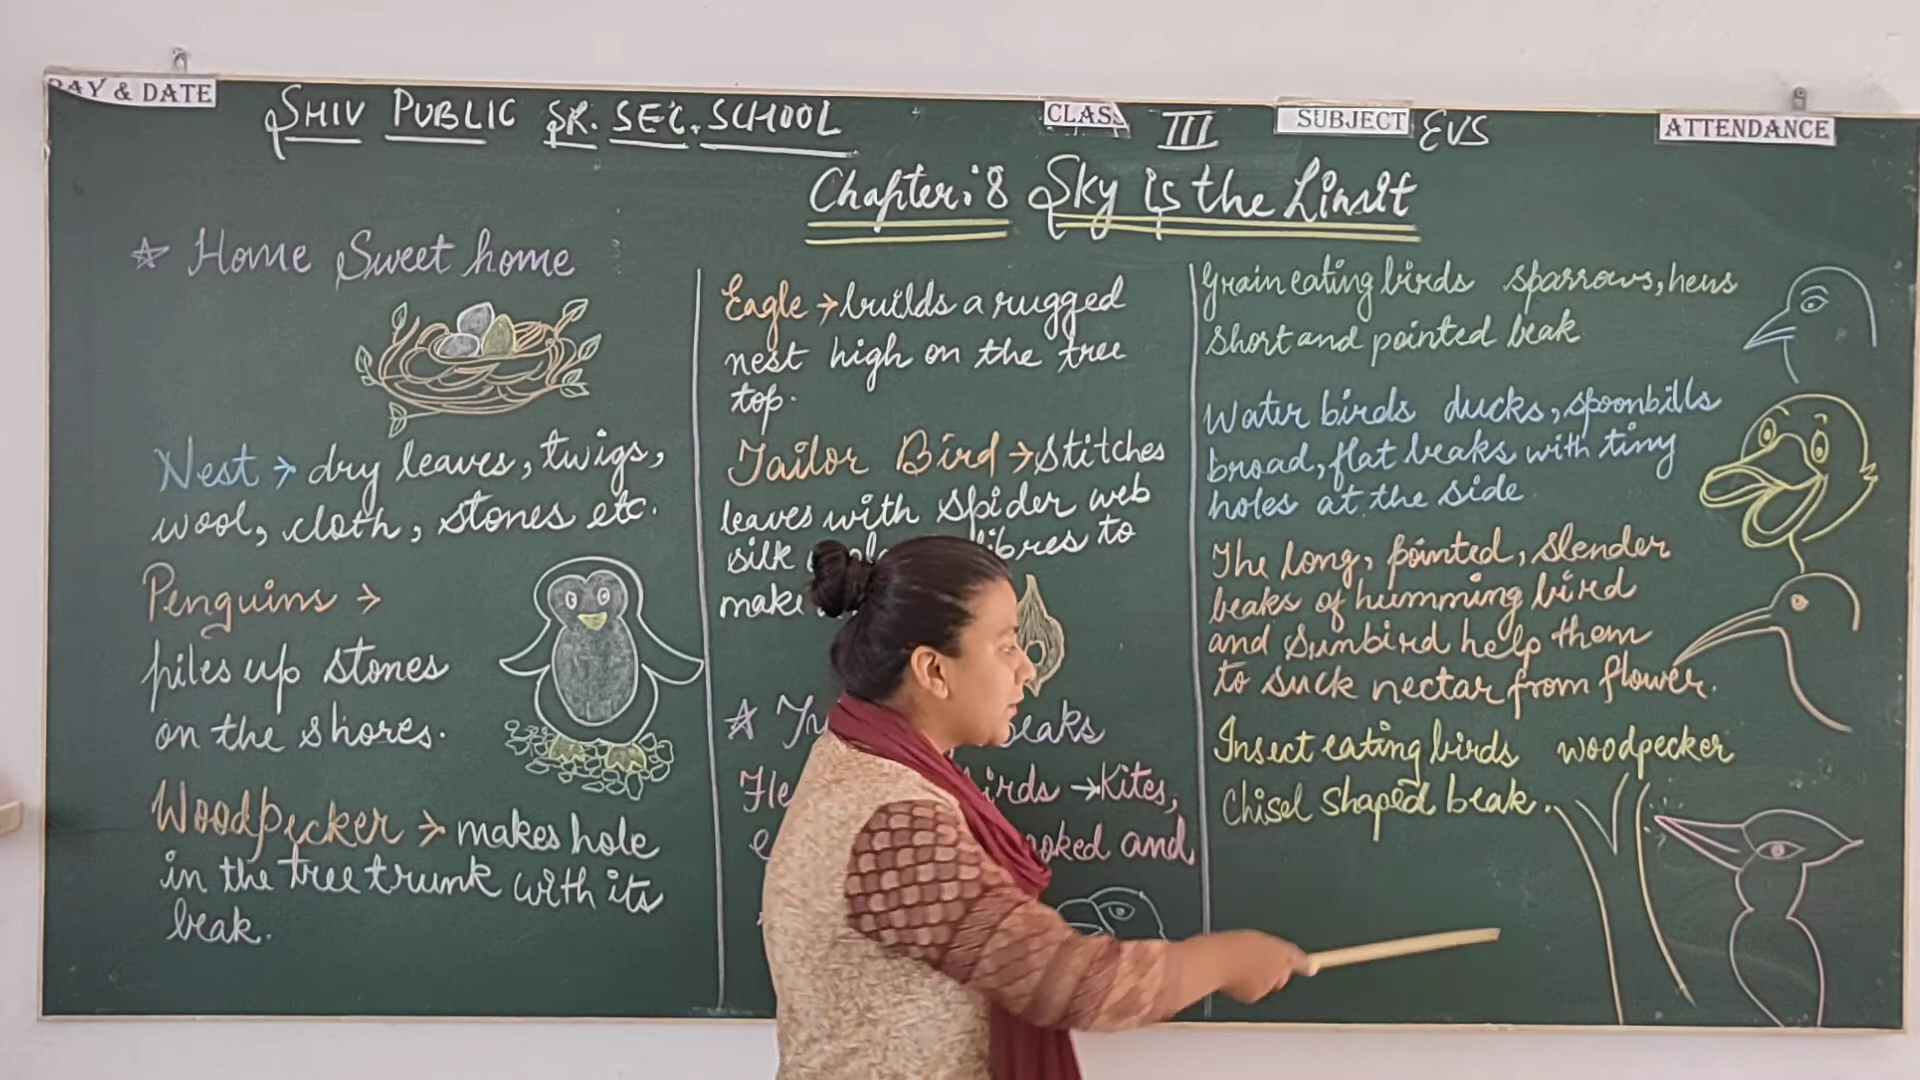 DAY & DATE
SHIV PUBLIC SR. SEC. SCHOOL
CLASS
III
SUBJECT
EVS
ATTENDANCE
Chapter: 8 Sky is the Limit
Home Sweet home
Nest → dry leaves, twigs,
wool, cloth, stones etc.
Penguins →
piles up stones
on the shores.
Woodpecker → makes hole
in the tree trunk with its
beak.
Eagle → builds a rugged
nest high on the tree
top.
Tailor Bird → stitches
leaves with spider web
silk fibres to
make
beaks
birds → Kites,
hooked and
Grain eating birds sparrows, hens
short and pointed beak
Water birds ducks, spoonbills
broad, flat beaks with tiny
holes at the side
The long, pointed, slender
beaks of humming bird
and Sunbird help them
to suck nectar from flower.
Insect eating birds woodpecker
Chisel shaped beak.